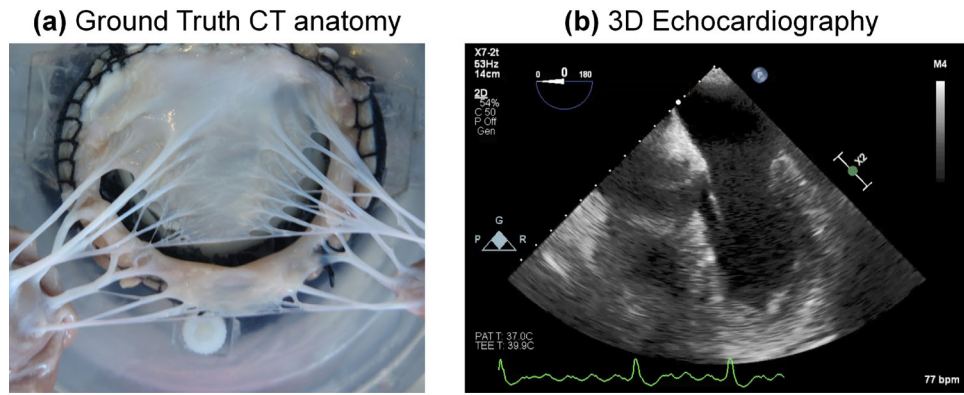 (a) Ground Truth CT anatomy
(b) 3D Echocardiography
X7-2t
53Hz
14cm
0 0 180
2D
54%
C 50
P Off
Gen
P
M4
X2
G
P R
PAT T: 37.0C
TEE T: 39.9C
77 bpm